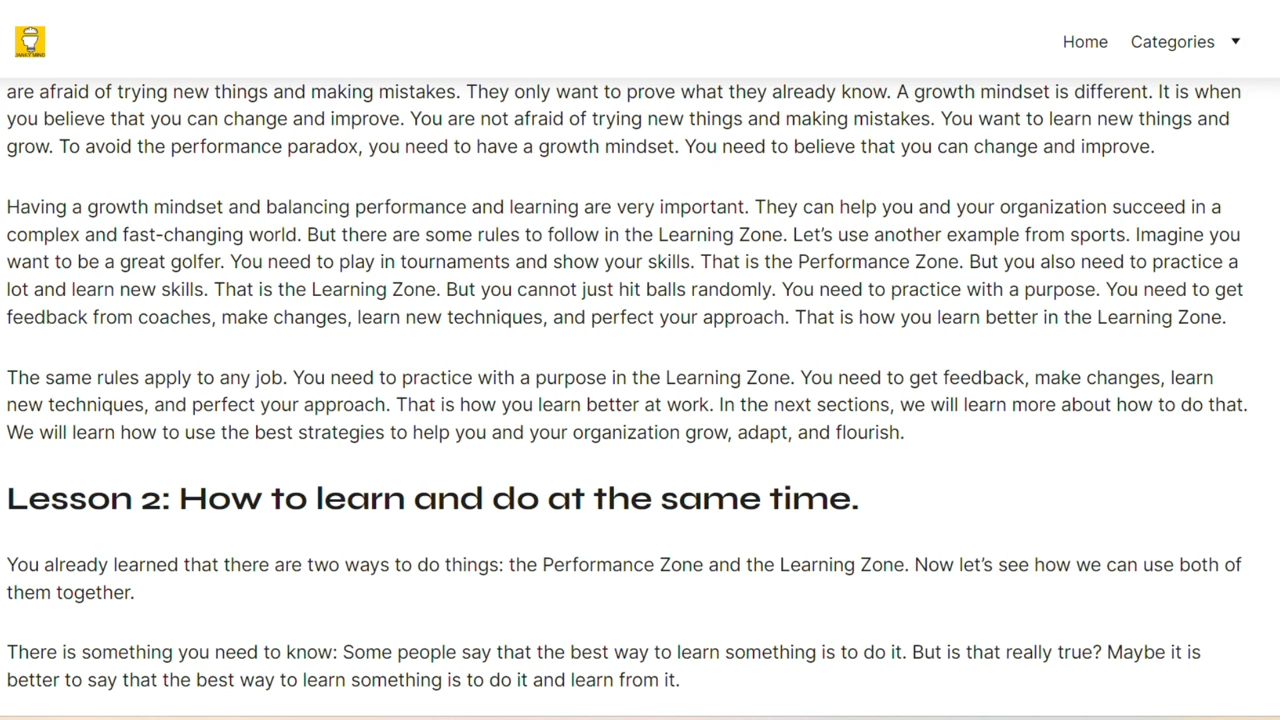 Home Categories
are afraid of trying new things and making mistakes. They only want to prove what they already know. A growth mindset is different. It is when
you believe that you can change and improve. You are not afraid of trying new things and making mistakes. You want to learn new things and
grow. To avoid the performance paradox, you need to have a growth mindset. You need to believe that you can change and improve.
Having a growth mindset and balancing performance and learning are very important. They can help you and your organization succeed in a
complex and fast-changing world. But there are some rules to follow in the Learning Zone. Let’s use another example from sports. Imagine you
want to be a great golfer. You need to play in tournaments and show your skills. That is the Performance Zone. But you also need to practice a
lot and learn new skills. That is the Learning Zone. But you cannot just hit balls randomly. You need to practice with a purpose. You need to get
feedback from coaches, make changes, learn new techniques, and perfect your approach. That is how you learn better in the Learning Zone.
The same rules apply to any job. You need to practice with a purpose in the Learning Zone. You need to get feedback, make changes, learn
new techniques, and perfect your approach. That is how you learn better at work. In the next sections, we will learn more about how to do that.
We will learn how to use the best strategies to help you and your organization grow, adapt, and flourish.
Lesson 2: How to learn and do at the same time.
You already learned that there are two ways to do things: the Performance Zone and the Learning Zone. Now let’s see how we can use both of
them together.
There is something you need to know: Some people say that the best way to learn something is to do it. But is that really true? Maybe it is
better to say that the best way to learn something is to do it and learn from it.